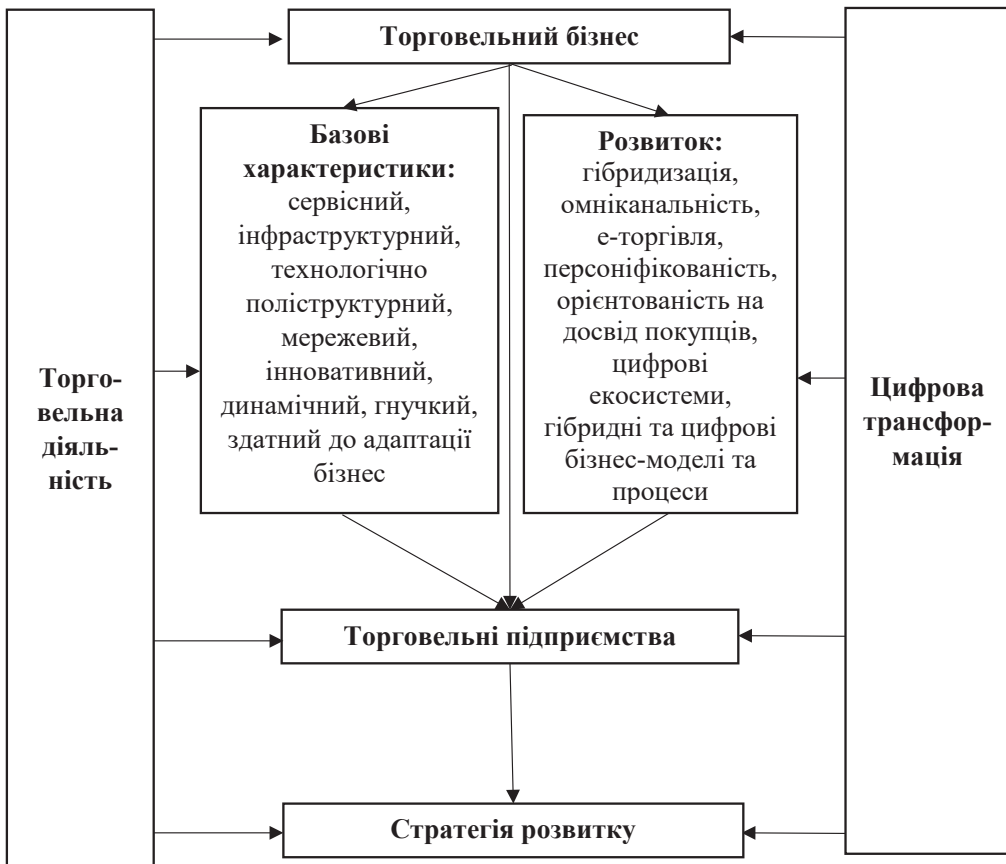 Торговельний бізнес
Базові
характеристики:
сервісний,
інфраструктурний,
технологічно
поліструктурний,
мережевий,
інновативний,
динамічний, гнучкий,
здатний до адаптації
бізнес
Розвиток:
гібридизація,
омніканальність,
е-торгівля,
персоніфікованість,
орієнтованість на
досвід покупців,
цифрові
екосистеми,
гібридні та цифрові
бізнес-моделі та
процеси
Торго-
вельна
діяль-
ність
Цифрова
трансфор-
мація
Торговельні підприємства
Стратегія розвитку